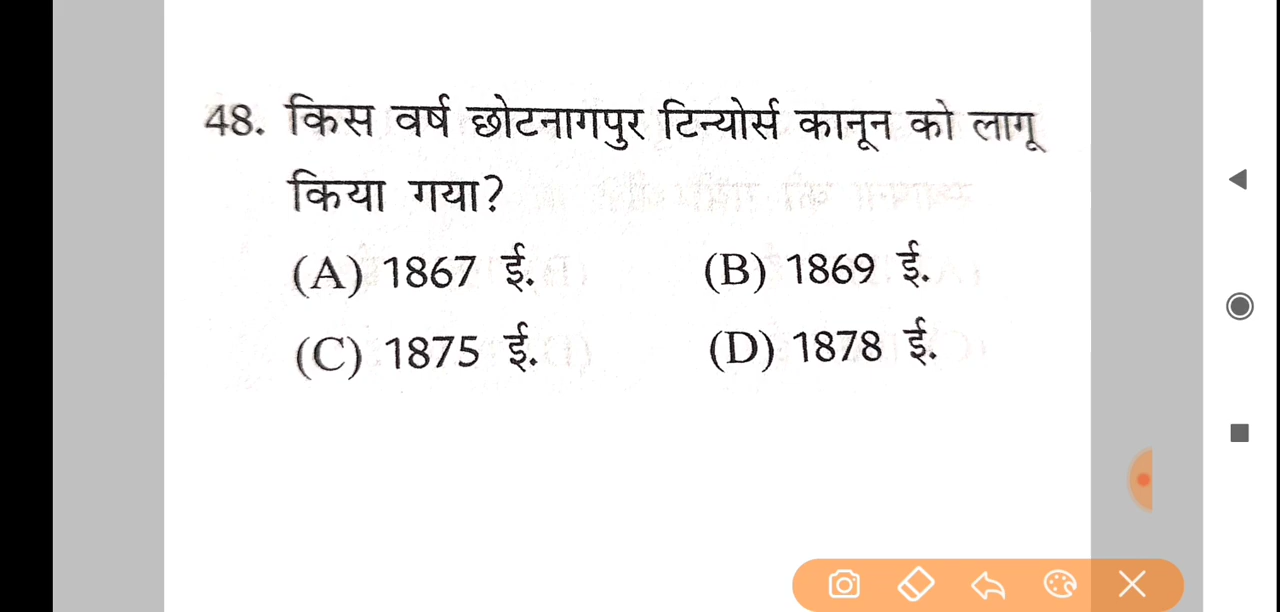 48. किस वर्ष छोटनागपुर टिन्योर्स कानून को लागू
किया गया?
(A) 1867 ई.
(B) 1869 ई.
(C) 1875 ई.
(D) 1878 ई.